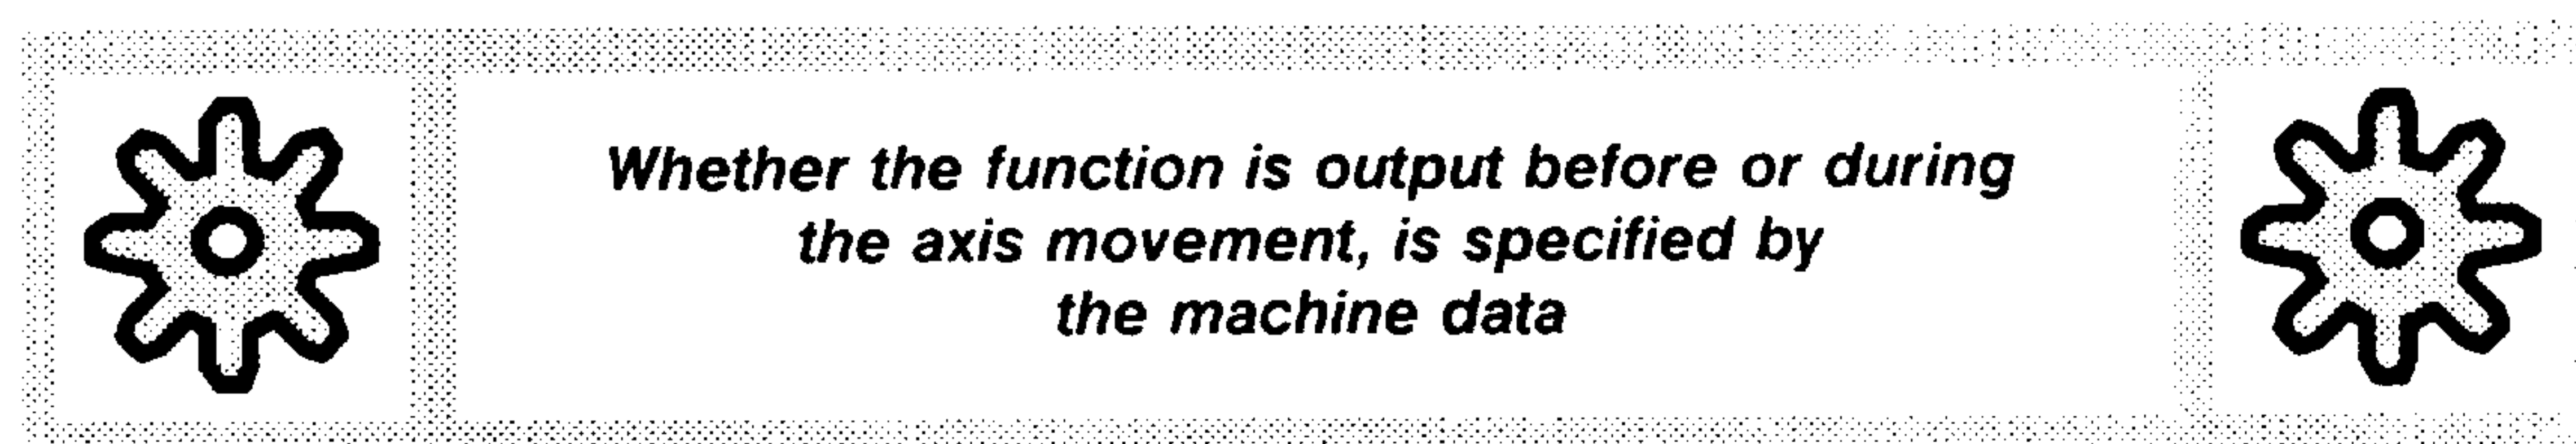 Whether the function is output before or during
the axis movement, is specified by
the machine data